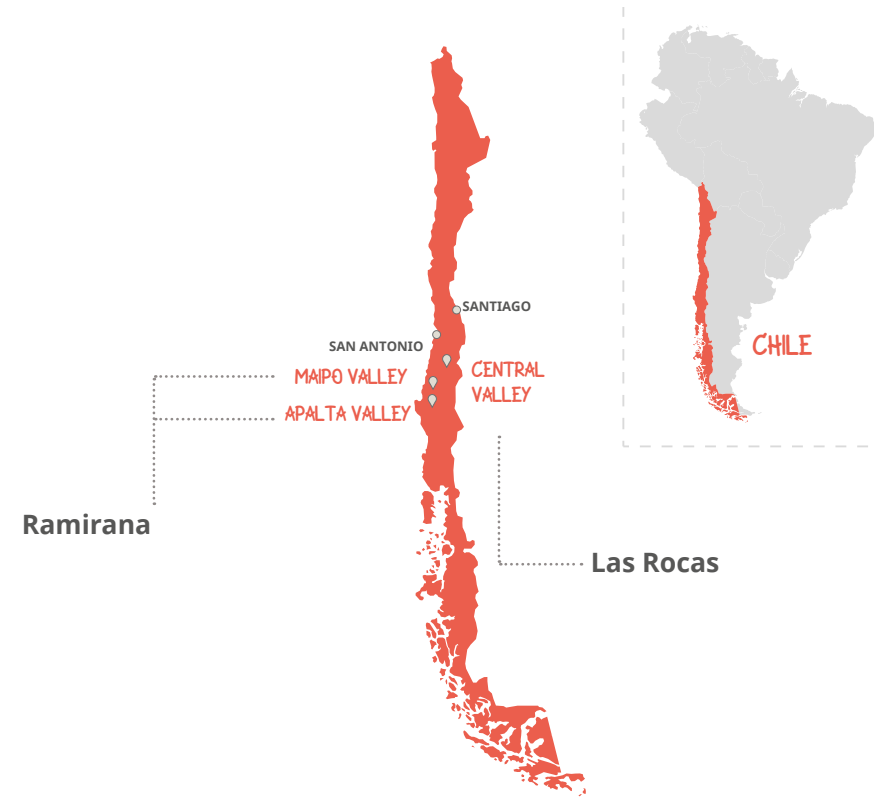 SANTIAGO
SAN ANTONIO
MAIPO VALLEY
CENTRAL
VALLEY
APALTA VALLEY
CHILE
Ramirana
Las Rocas